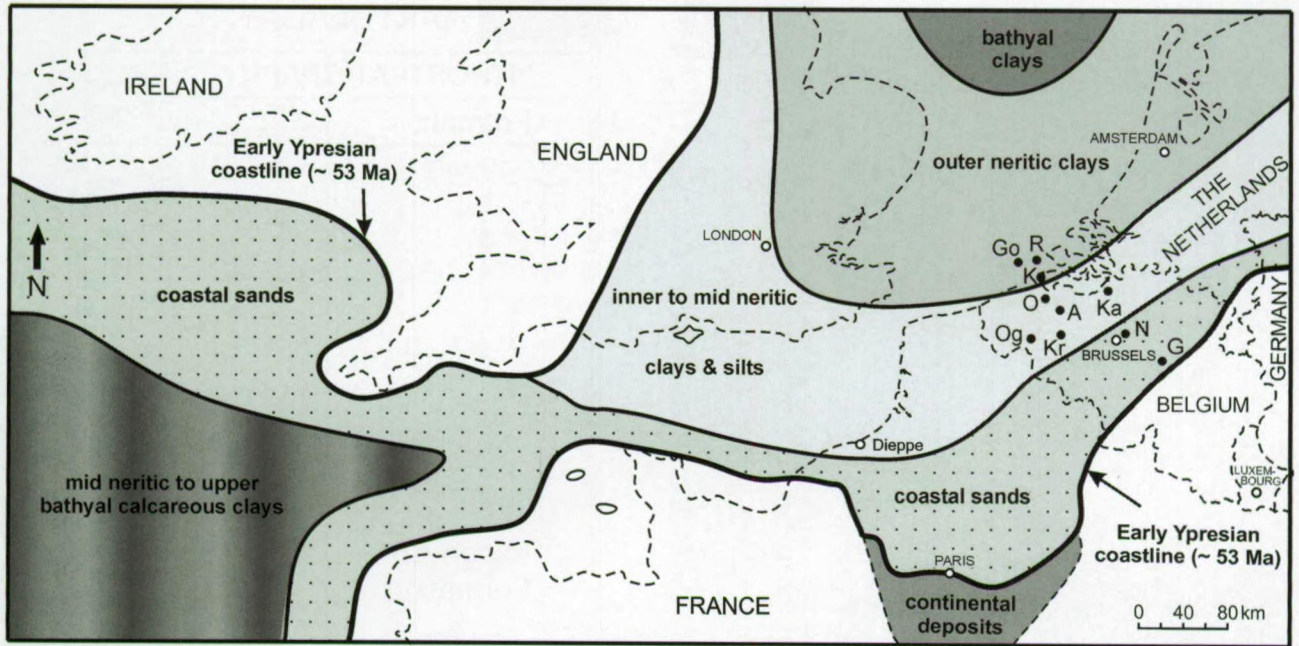 bathyal
clays
IRELAND
Early Ypresian
coastline (~ 53 Ma)
ENGLAND
AMSTERDAM
outer neritic clays
THE
NETHERLANDS
LONDON
Go
R
K
N
coastal sands
inner to mid neritic
O
A
Ka
Og
Kr
BRUSSELS
N
G
GERMANY
clays & silts
BELGIUM
Dieppe
mid neritic to upper
bathyal calcareous clays
coastal sands
LUXEM-
BOURG
Early Ypresian
coastline (~ 53 Ma)
PARIS
FRANCE
continental
deposits
0 40 80 km